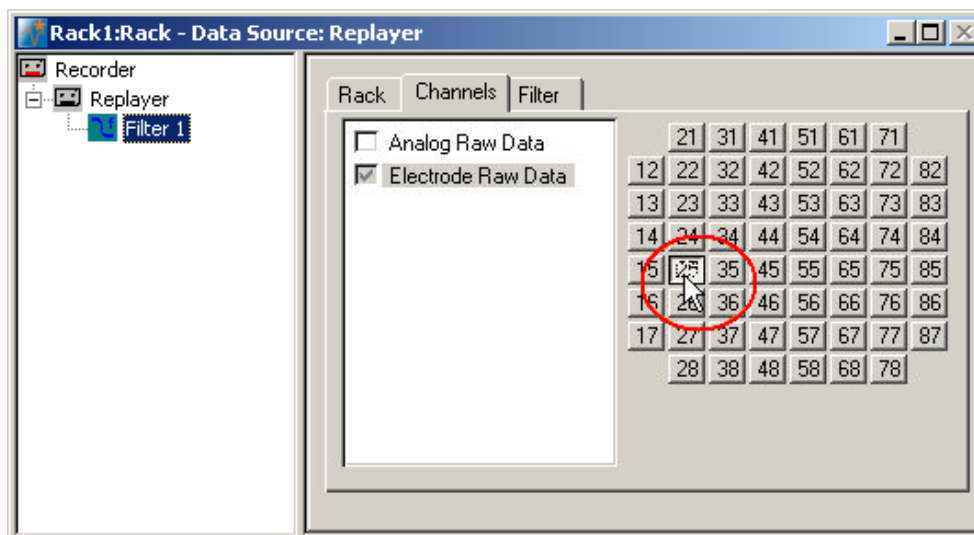 Rack1:Rack - Data Source: Replayer
Recorder
Replayer
Filter 1
Rack Channels Filter
Analog Raw Data
Electrode Raw Data
21 31 41 51 61 71
12 22 32 42 52 62 72 82
13 23 33 43 53 63 73 83
14 24 34 44 54 64 74 84
15 25 35 45 55 65 75 85
16 26 36 46 56 66 76 86
17 27 37 47 57 67 77 87
28 38 48 58 68 78